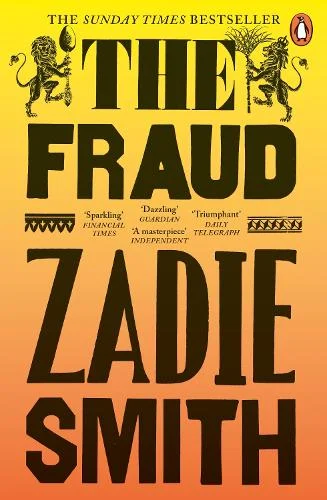 THE SUNDAY TIMES BESTSELLER
THE
FRAUD
‘Sparkling’
FINANCIAL
TIMES
‘Dazzling’
GUARDIAN
‘A masterpiece’
INDEPENDENT
‘Triumphant’
DAILY
TELEGRAPH
ZADIE
SMITH